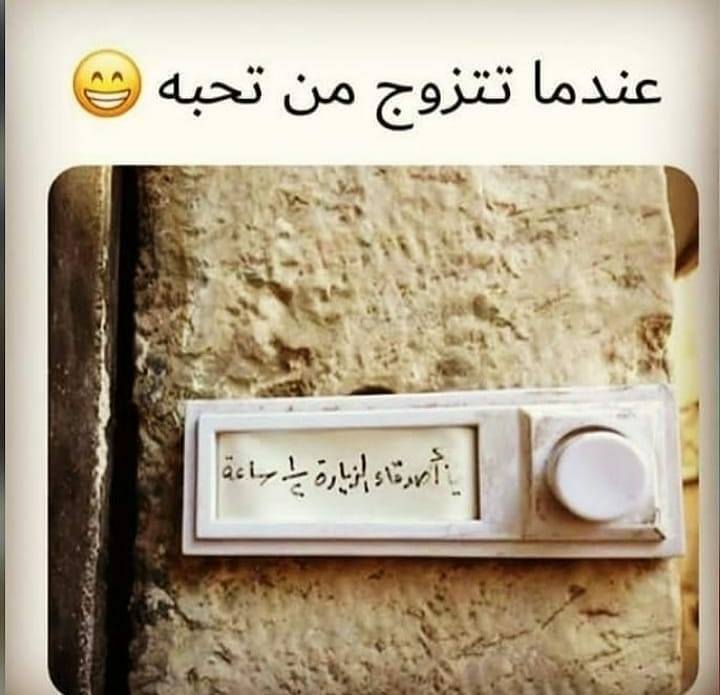 عندما تتزوج من تحبه 😁
يا أصدقاء الزيارة ½ ساعة